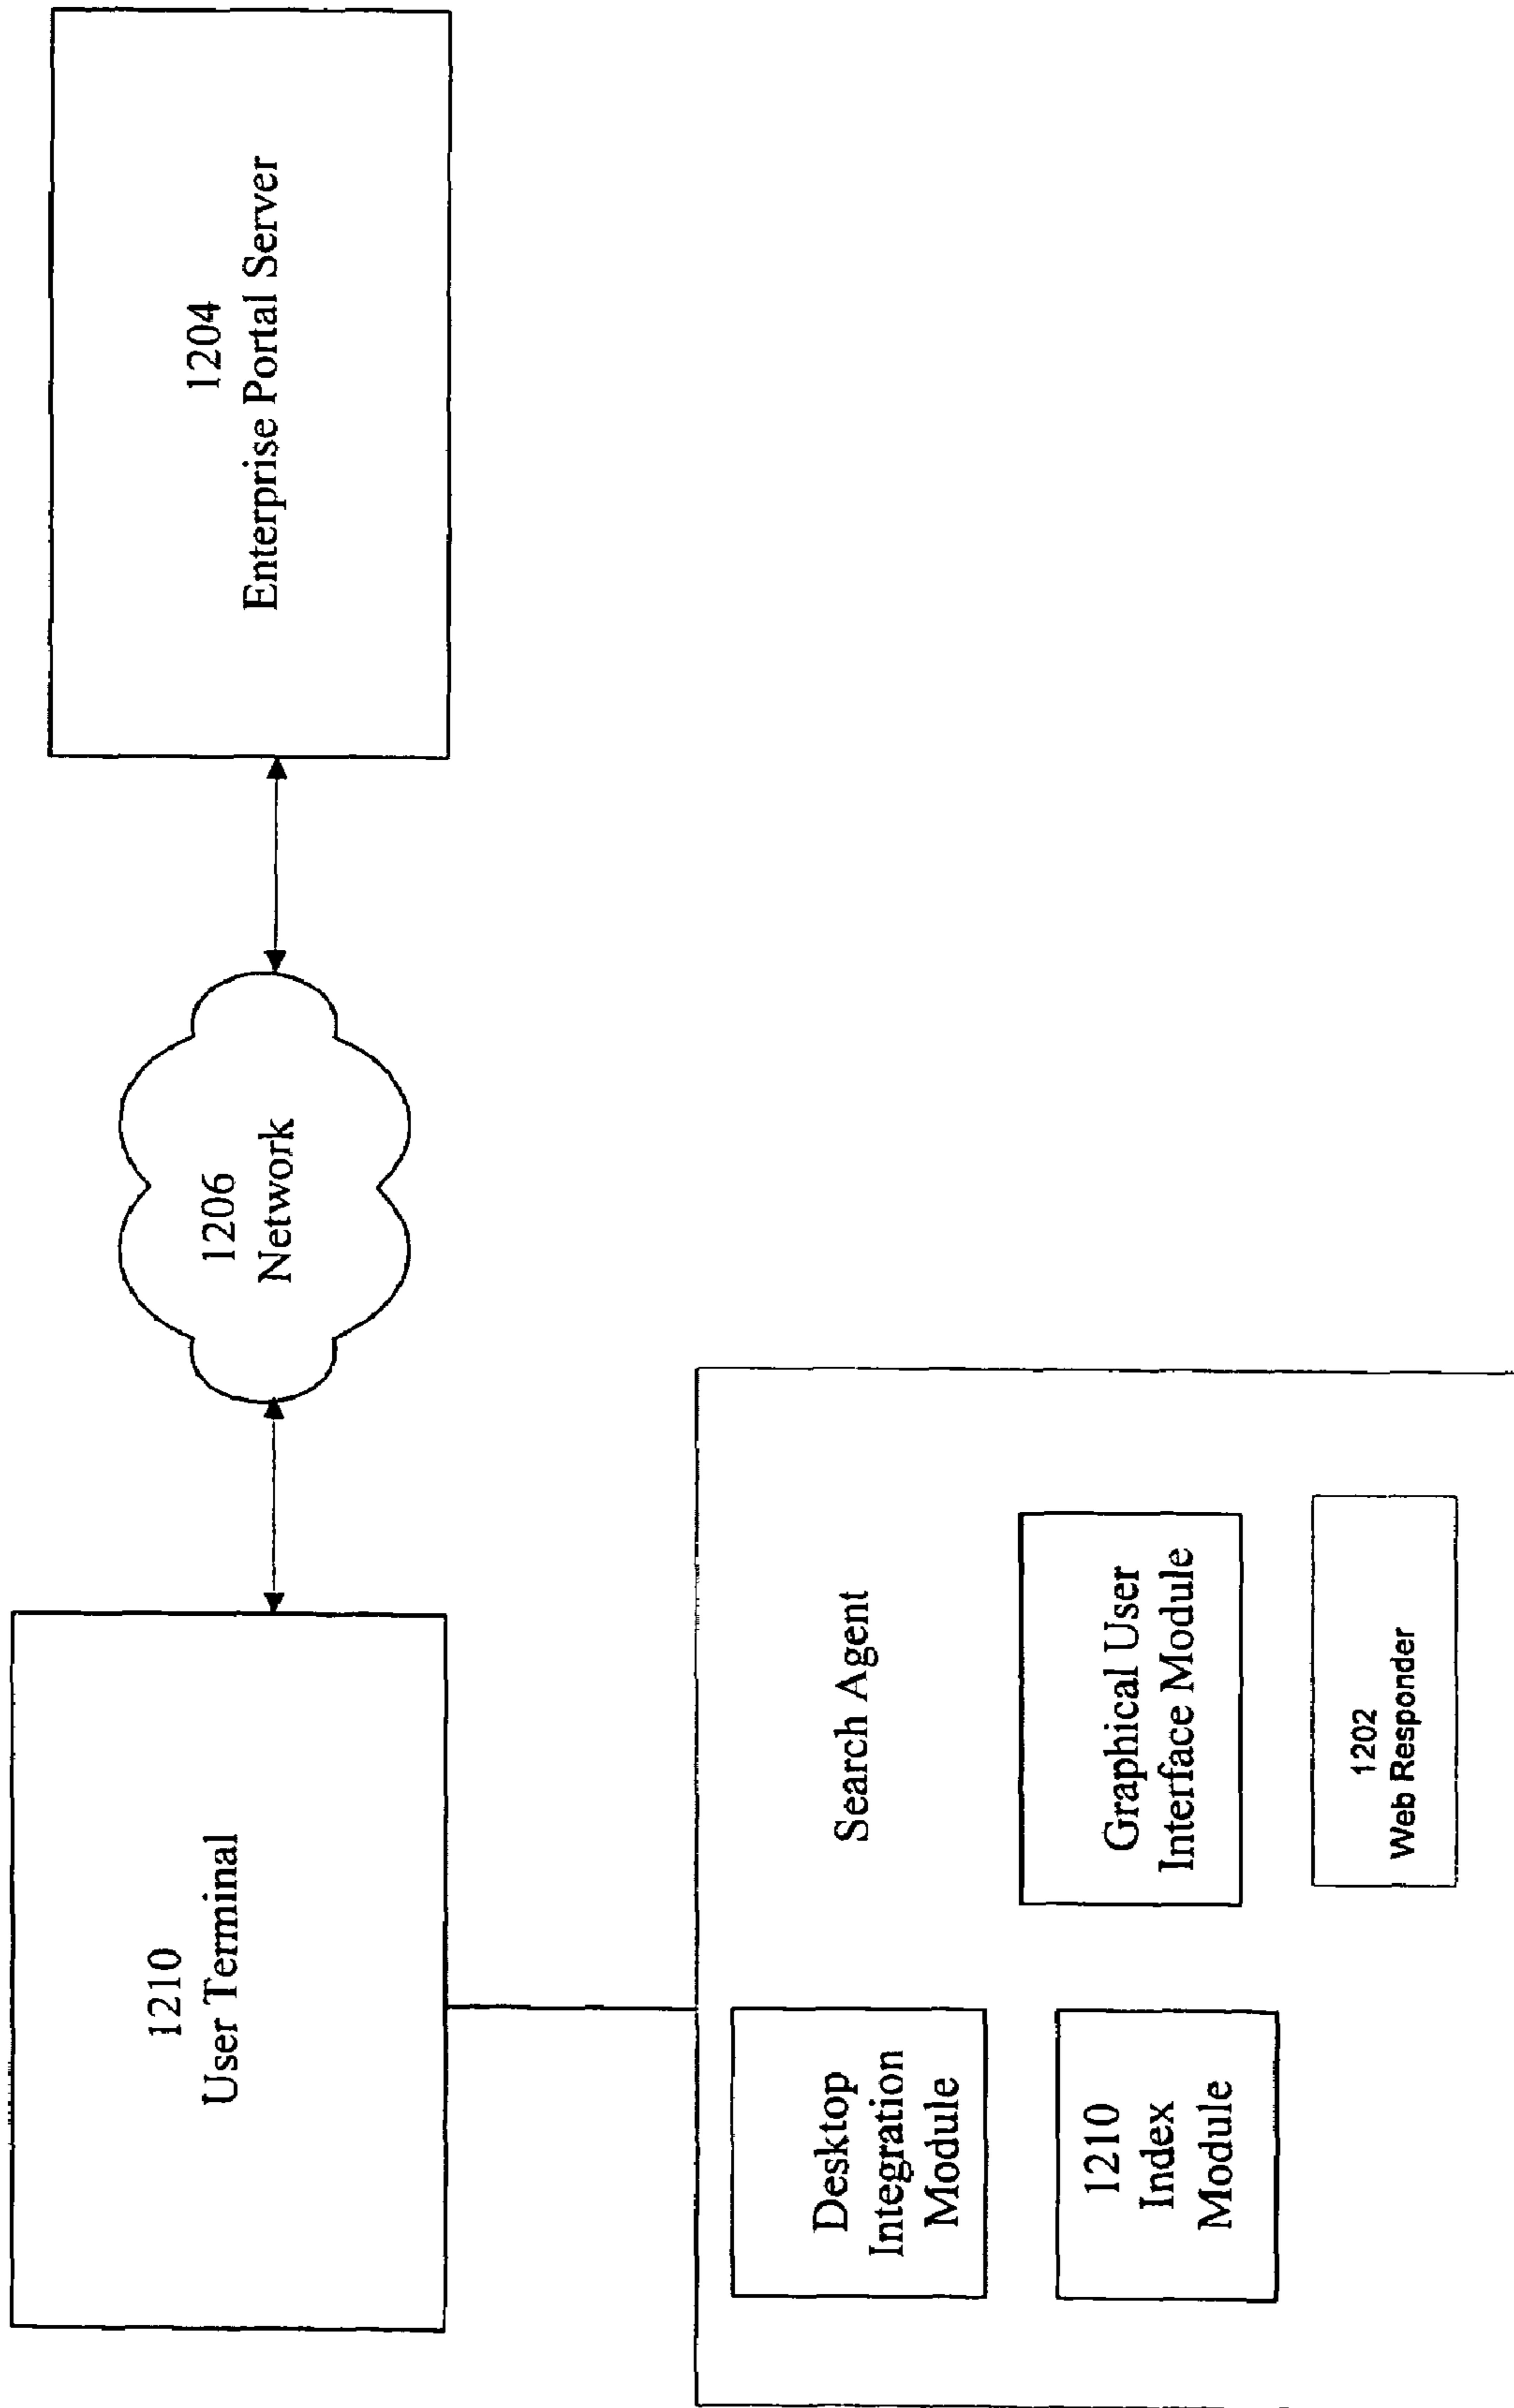 1210
User Terminal
1206
Network
1204
Enterprise Portal Server
Search Agent
Desktop
Integration
Module
Graphical User
Interface Module
1210
Index
Module
1202
Web Responder